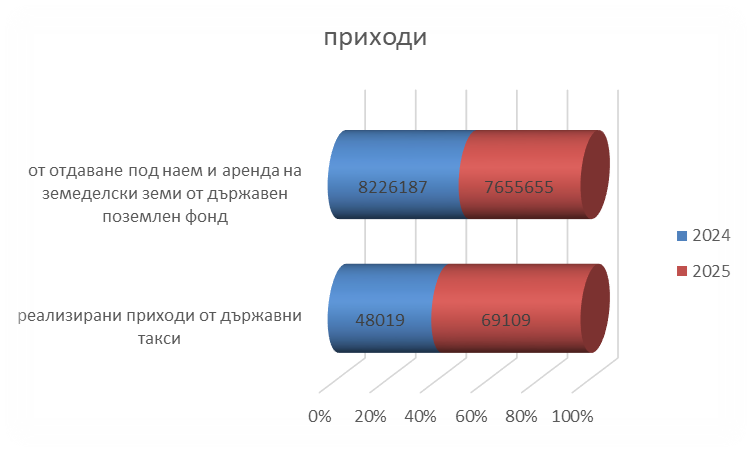 приходи
от отдаване под наем и аренда на
земеделски земи от държавен
поземлен фонд
8226187
7655655
реализирани приходи от държавни
такси
48019
69109
2024
2025
0%
20%
40%
60%
80%
100%